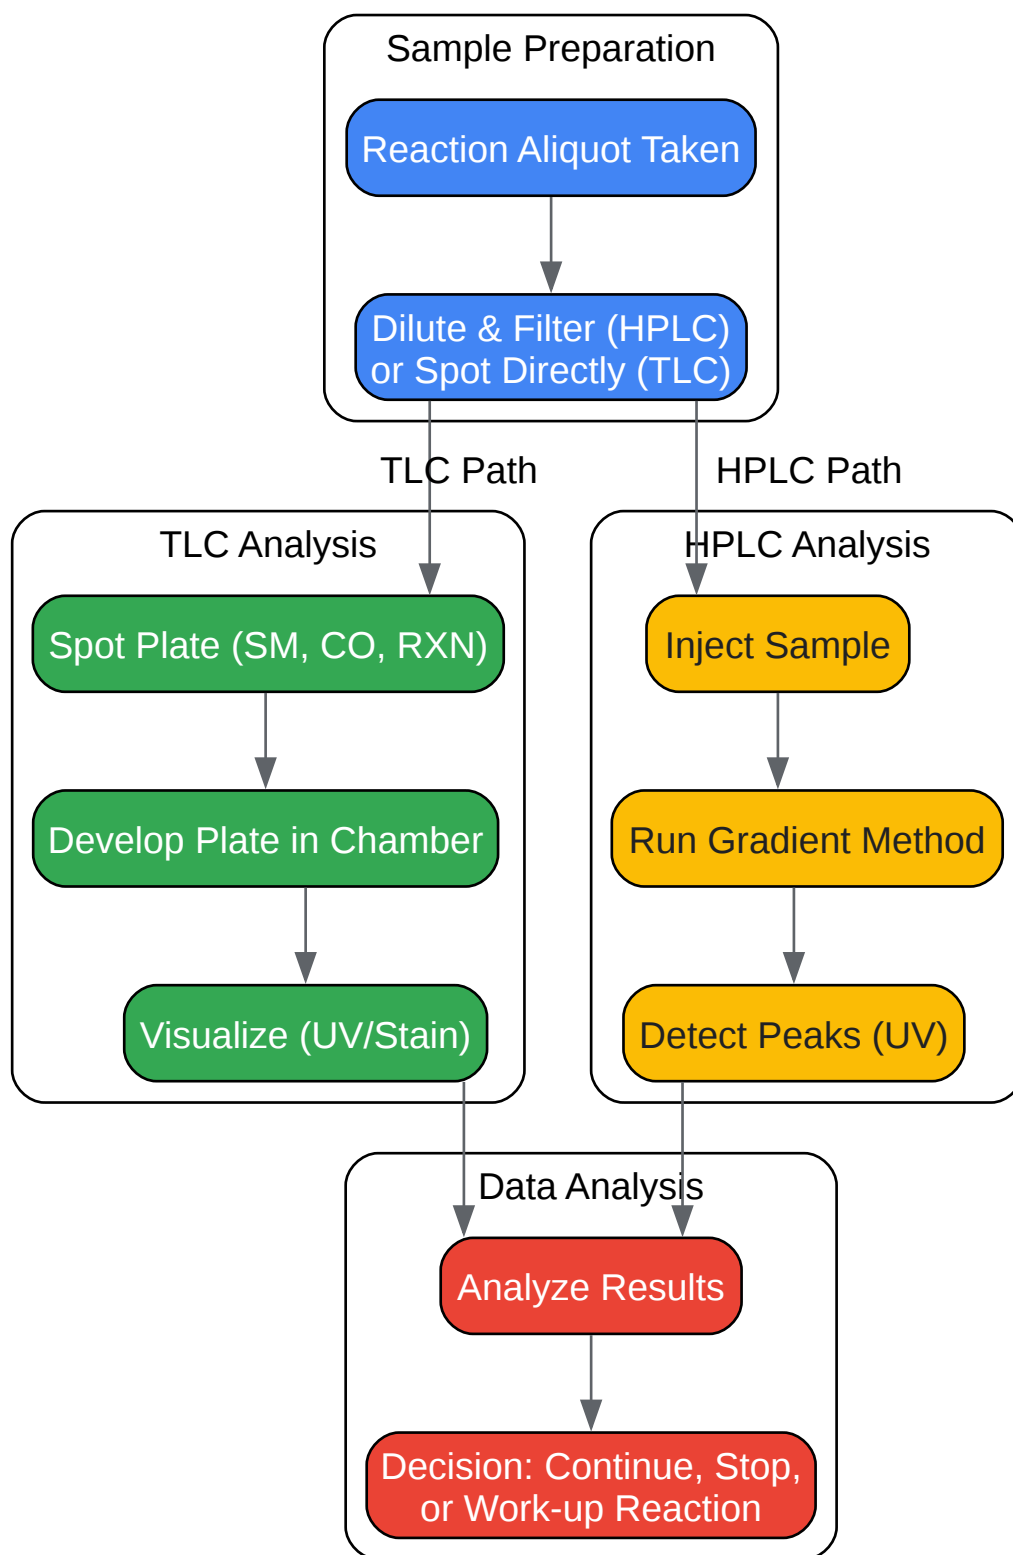 Sample Preparation
Reaction Aliquot Taken
Dilute & Filter (HPLC)
or Spot Directly (TLC)
TLC Path
HPLC Path
TLC Analysis
HPLC Analysis
Spot Plate (SM, CO, RXN)
Inject Sample
Develop Plate in Chamber
Run Gradient Method
Visualize (UV/Stain)
Detect Peaks (UV)
Data Analysis
Analyze Results
Decision: Continue, Stop,
or Work-up Reaction